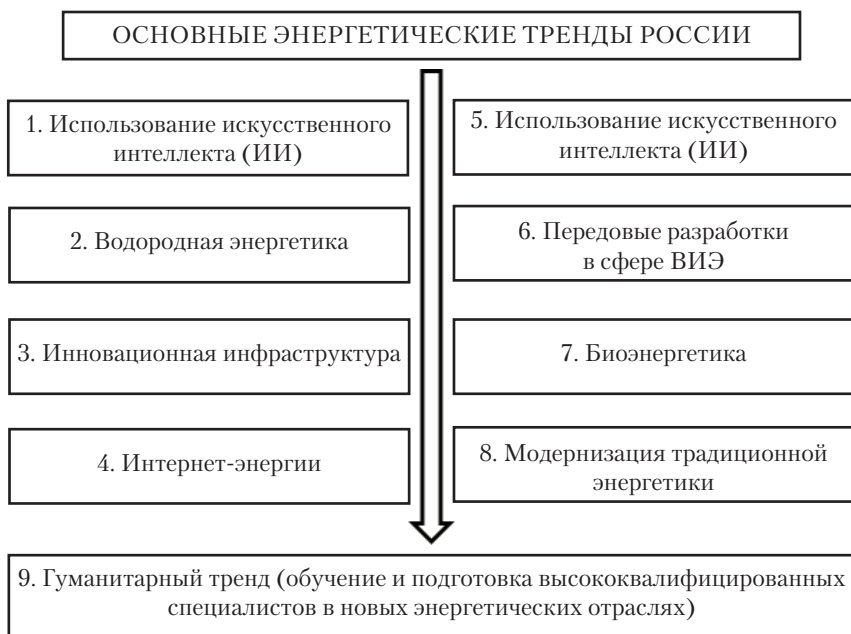 ОСНОВНЫЕ ЭНЕРГЕТИЧЕСКИЕ ТРЕНДЫ РОССИИ
1. Использование искусственного
интеллекта (ИИ)
2. Водородная энергетика
3. Инновационная инфраструктура
4. Интернет-энергии
5. Использование искусственного
интеллекта (ИИ)
6. Передовые разработки
в сфере ВИЭ
7. Биоэнергетика
8. Модернизация традиционной
энергетики
9. Гуманитарный тренд (обучение и подготовка высококвалифицированных
специалистов в новых энергетических отраслях)